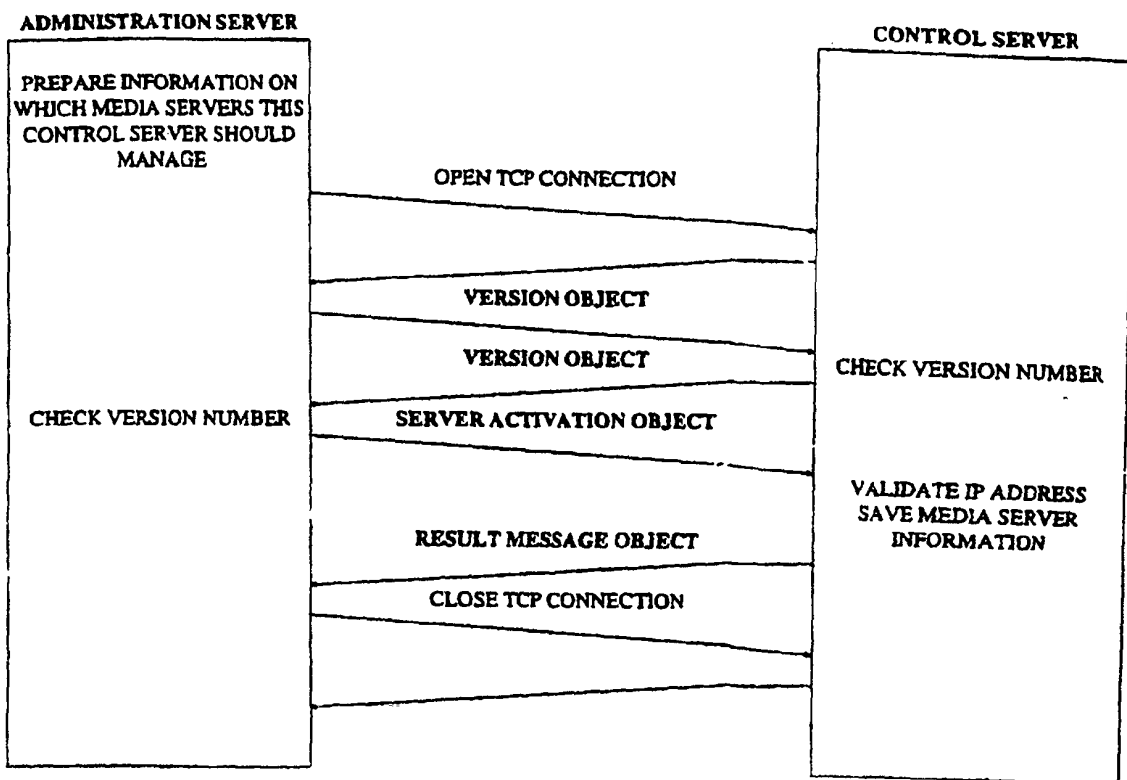 ADMINISTRATION SERVER
CONTROL SERVER
PREPARE INFORMATION ON
WHICH MEDIA SERVERS THIS
CONTROL SERVER SHOULD
MANAGE
OPEN TCP CONNECTION
VERSION OBJECT
VERSION OBJECT
CHECK VERSION NUMBER
CHECK VERSION NUMBER
SERVER ACTIVATION OBJECT
VALIDATE IP ADDRESS
SAVE MEDIA SERVER
INFORMATION
RESULT MESSAGE OBJECT
CLOSE TCP CONNECTION